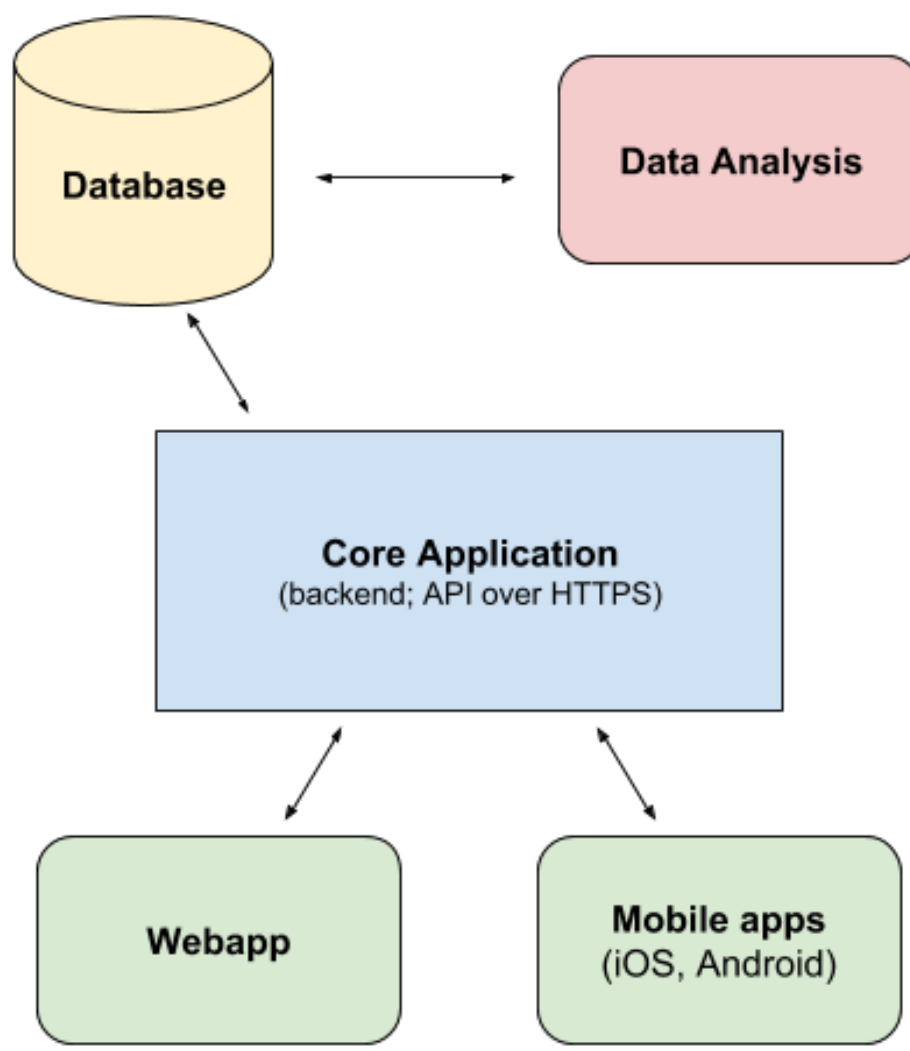 Database
Data Analysis
Core Application
(backend; API over HTTPS)
Webapp
Mobile apps
(iOS, Android)